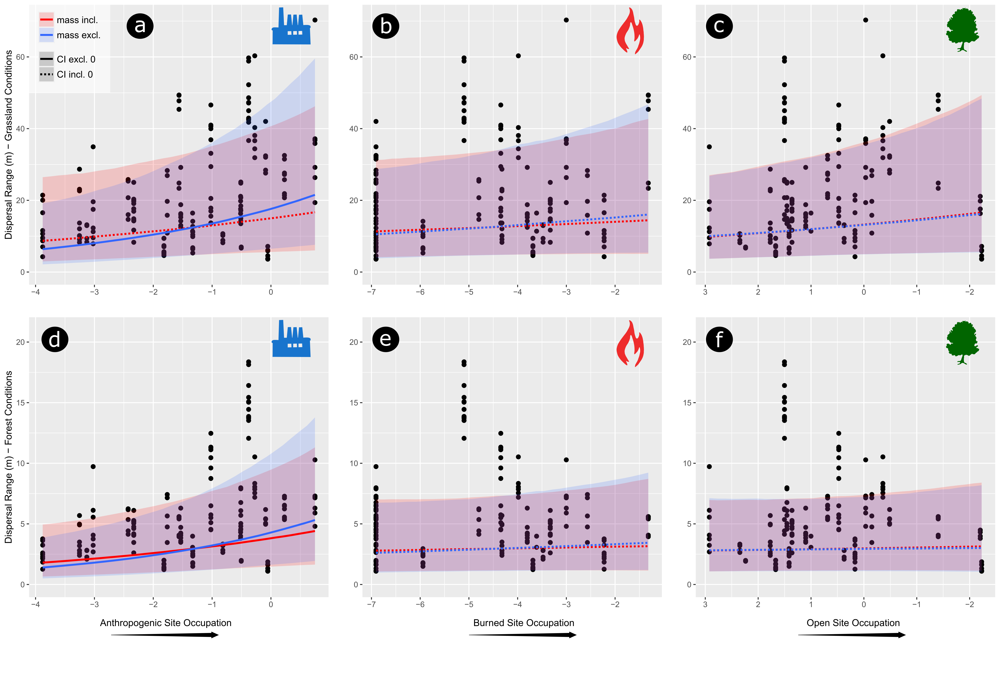 mass incl.
mass excl.
CI excl. 0
CI incl. 0
a
b
c
Dispersal Range (m) − Grassland Conditions
60
40
20
0
−4 −3 −2 −1 0
60
40
20
0
−7 −6 −5 −4 −3 −2
60
40
20
0
3 2 1 0 −1 −2
d
e
f
Dispersal Range (m) − Forest Conditions
20
15
10
5
0
−4 −3 −2 −1 0
20
15
10
5
0
−7 −6 −5 −4 −3 −2
20
15
10
5
0
3 2 1 0 −1 −2
Anthropogenic Site Occupation
Burned Site Occupation
Open Site Occupation